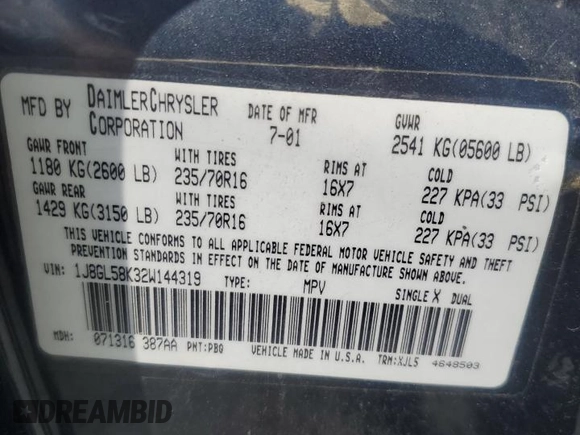 MFD BY DAIMLERCHRYSLER CORPORATION DATE OF MFR 7-01 GVWR 2541 KG(05600 LB)
GAWR FRONT WITH TIRES RIMS AT COLD
1180 KG(2600 LB) 235/70R16 16X7 227 KPA(33 PSI)
GAWR REAR WITH TIRES RIMS AT COLD
1429 KG(3150 LB) 235/70R16 16X7 227 KPA(33 PSI)
THIS VEHICLE CONFORMS TO ALL APPLICABLE FEDERAL MOTOR VEHICLE SAFETY AND THEFT
PREVENTION STANDARDS IN EFFECT ON THE DATE OF MANUFACTURE SHOWN ABOVE.
VIN: 1J8GL58K32W144319 TYPE: MPV SINGLE X DUAL
MDH: 071316 387AA PNT:PBQ VEHICLE MADE IN U.S.A. TRM:XJL5 4648503
DREAMBID